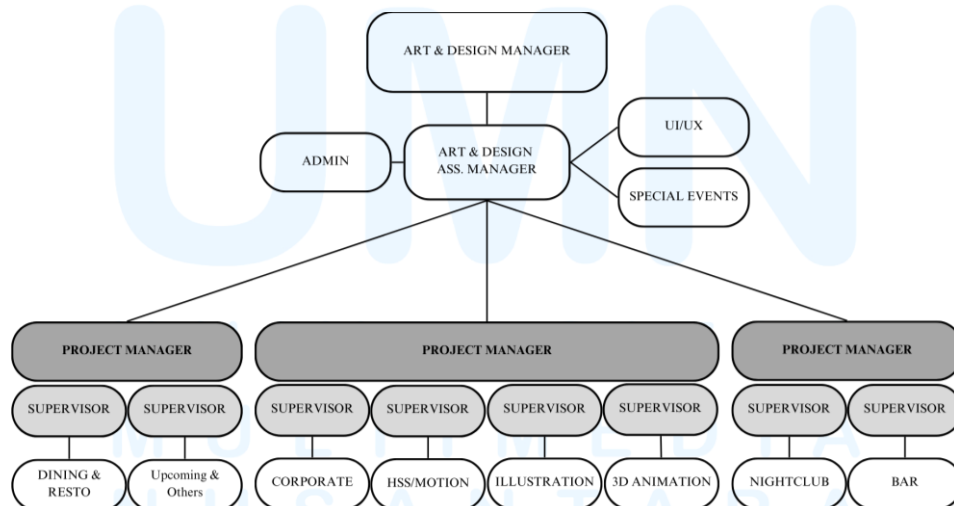 UMN
ART & DESIGN MANAGER
ADMIN
ART & DESIGN
ASS. MANAGER
UI/UX
SPECIAL EVENTS
PROJECT MANAGER
PROJECT MANAGER
PROJECT MANAGER
SUPERVISOR
SUPERVISOR
SUPERVISOR
SUPERVISOR
SUPERVISOR
SUPERVISOR
SUPERVISOR
SUPERVISOR
MULTIMEDIA
DINING &
RESTO
Upcoming &
Others
CORPORATE
HSS/MOTION
ILLUSTRATION
3D ANIMATION
NIGHTCLUB
BAR